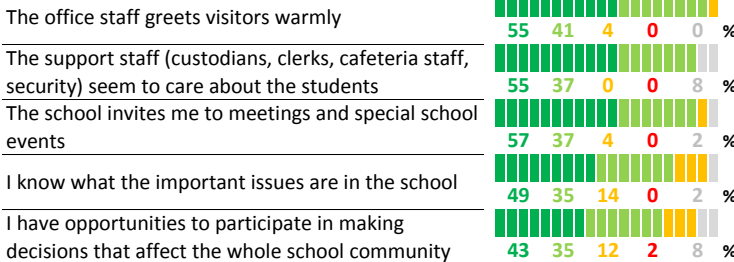 The office staff greets visitors warmly
55 41 4 0 0 %
The support staff (custodians, clerks, cafeteria staff,
security) seem to care about the students
55 37 0 0 8 %
The school invites me to meetings and special school
events
57 37 4 0 2 %
I know what the important issues are in the school
49 35 14 0 2 %
I have opportunities to participate in making
decisions that affect the whole school community
43 35 12 2 8 %